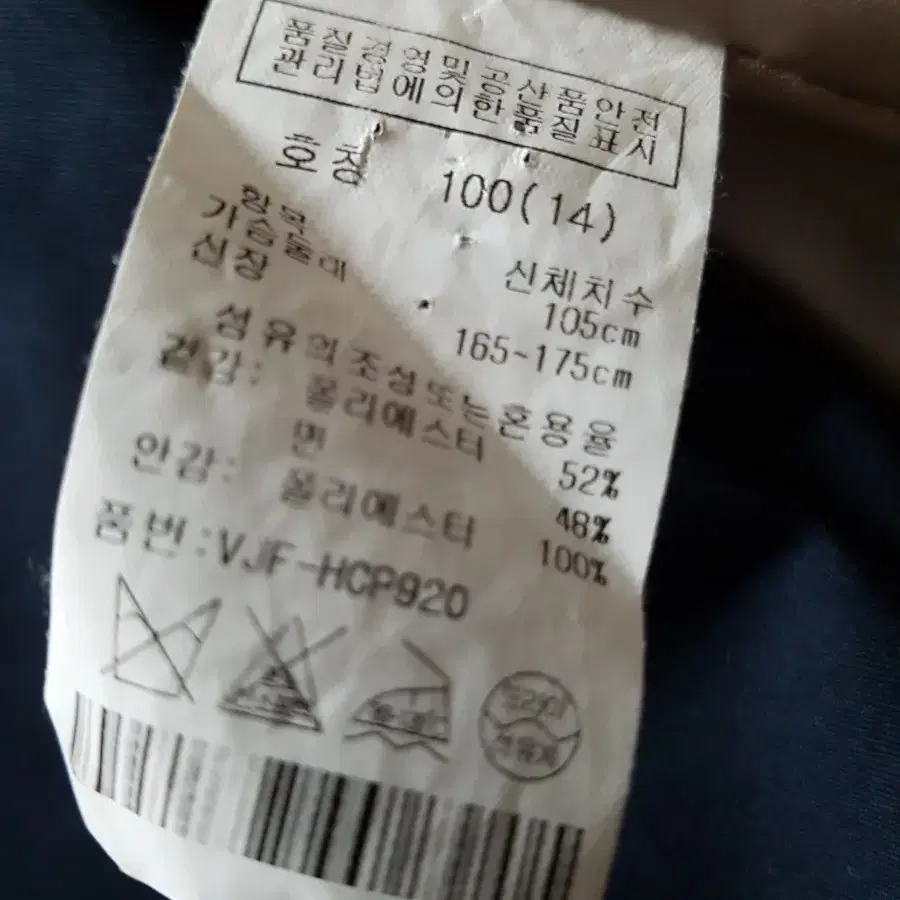 품질경영 및 공산품안전
관리법에 의한 품질표시
호칭 100(14)
항목 신체치수
가슴둘레 105cm
신장 165~175cm
섬유의 조성 또는 혼용율
겉감: 폴리에스터 52%
면 48%
안감: 폴리에스터 100%
품번:VJF-HCP920
드라이